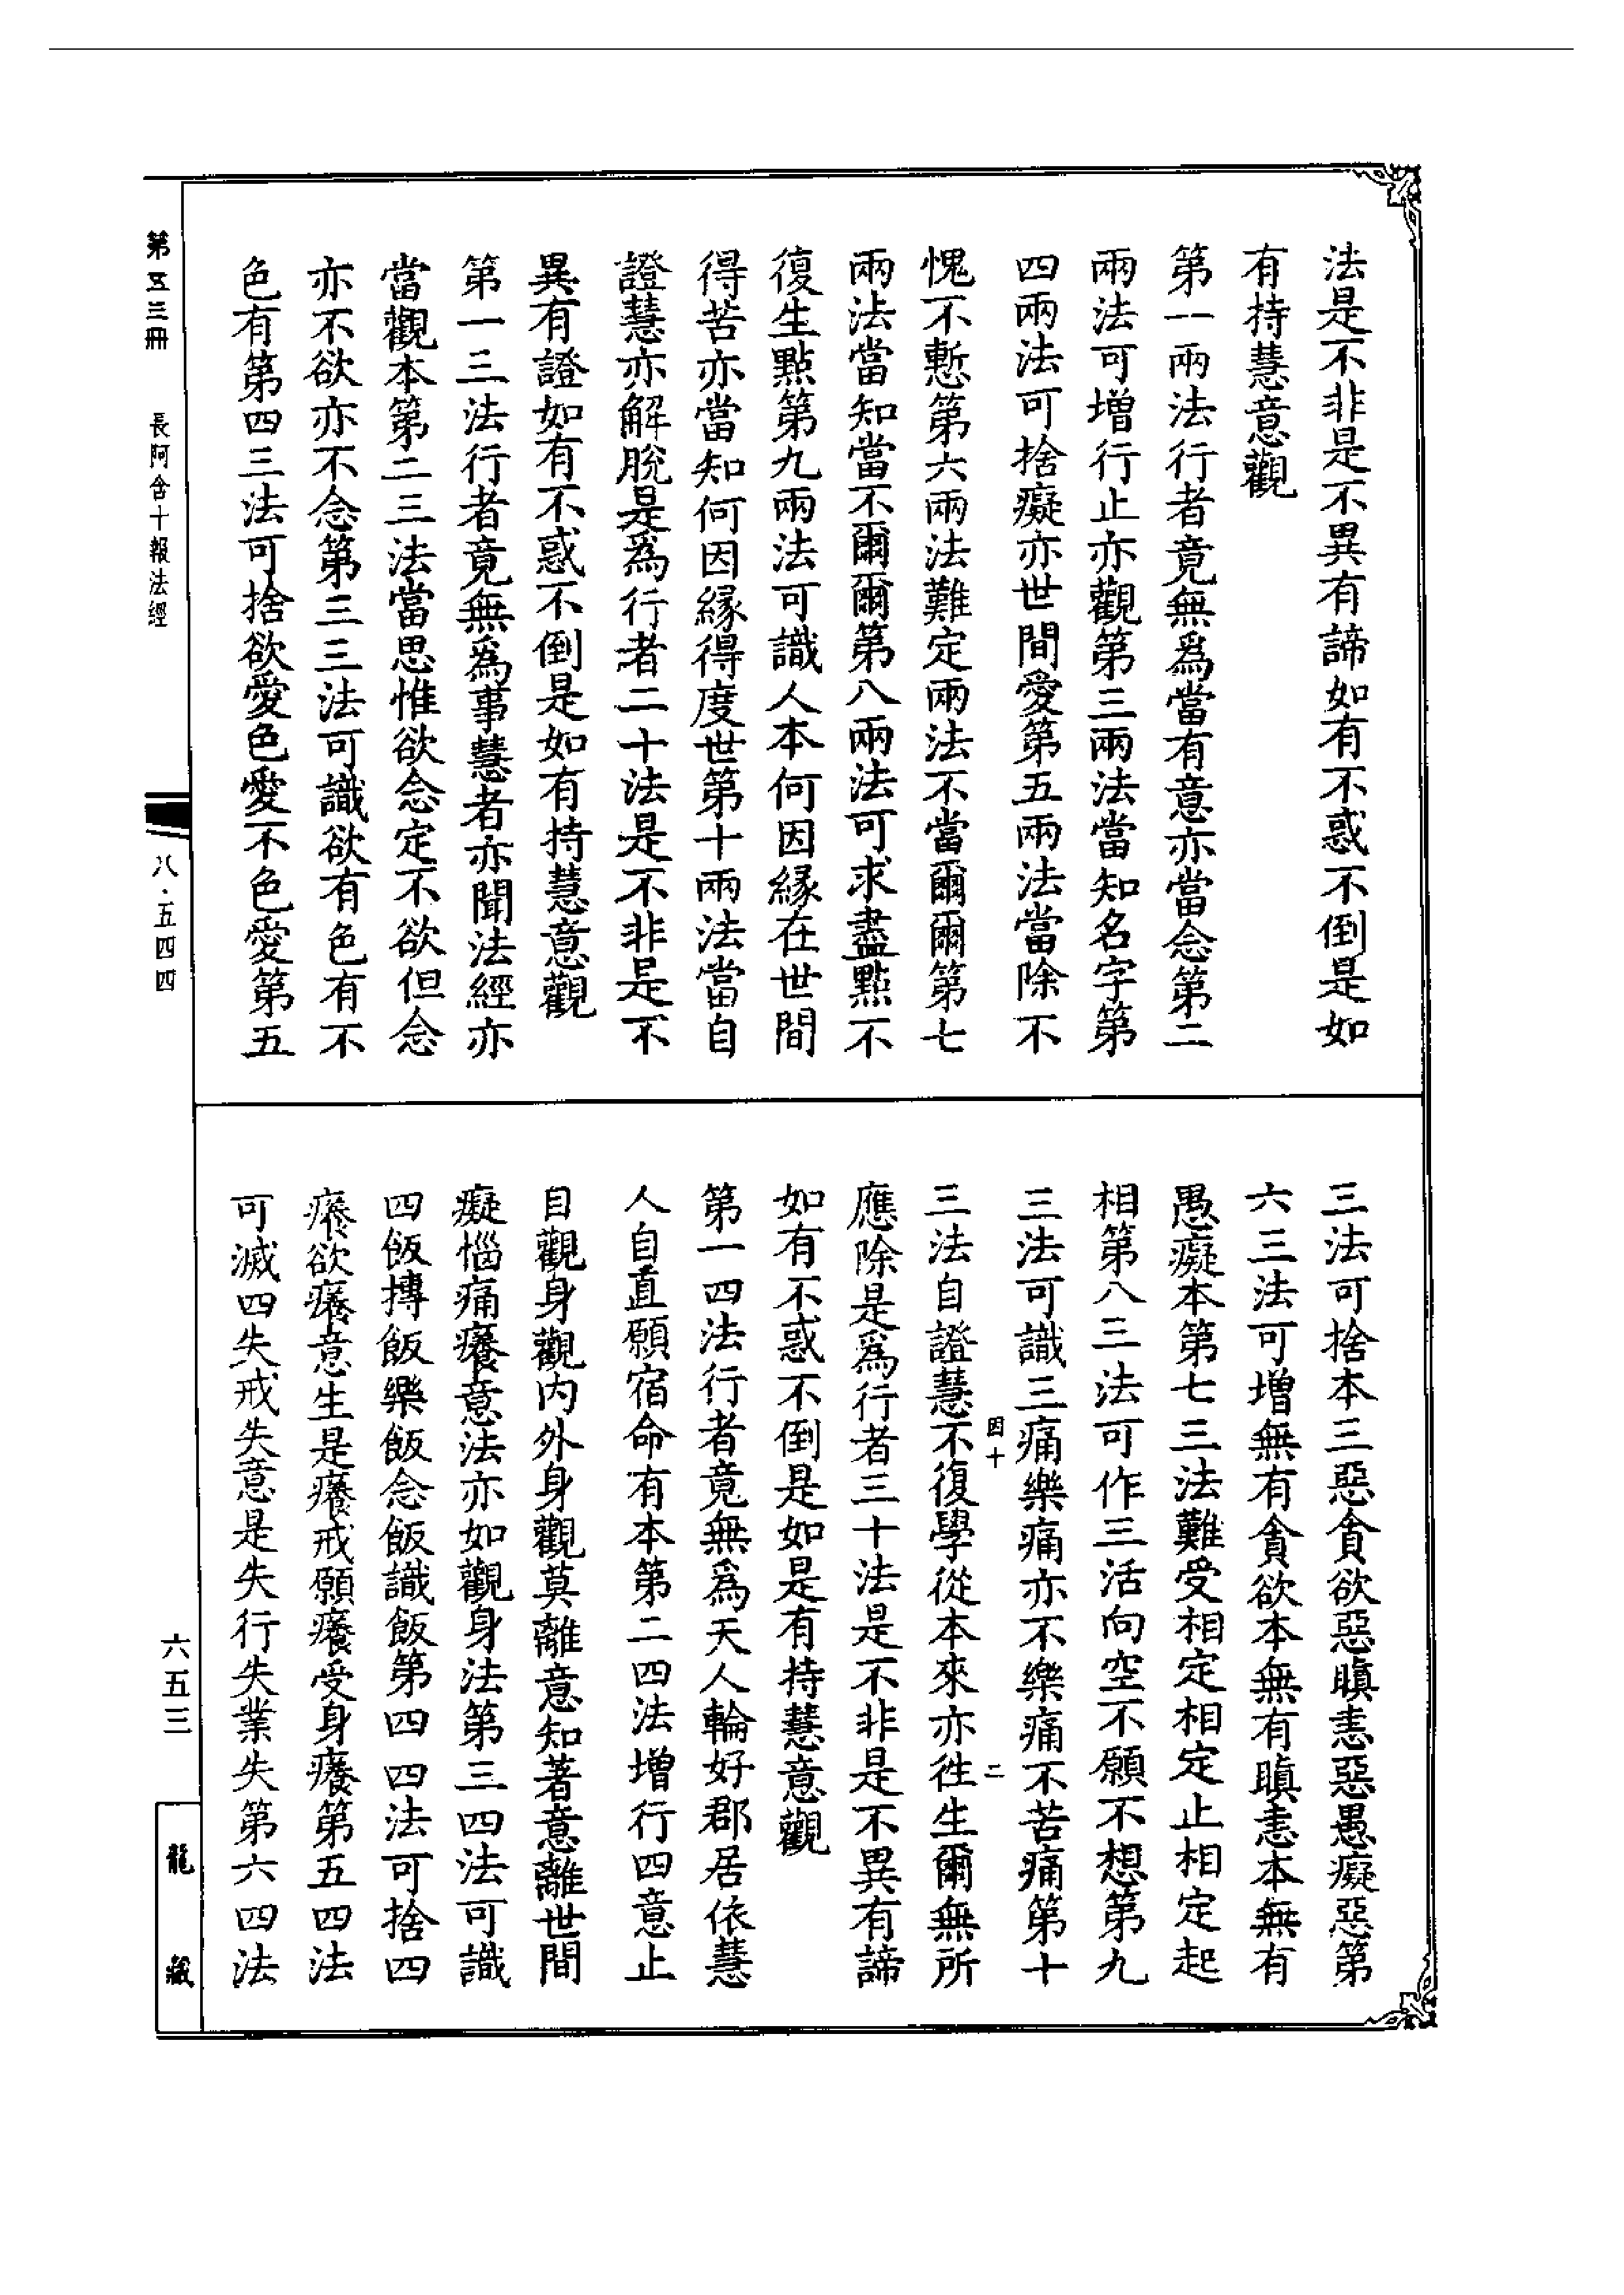 法是不非是不異有諦如有不惑不倒是如
有持慧意觀
第一兩法行者竟無爲當有意亦當念第二
兩法可增行止亦觀第三兩法當知名字第
四兩法可捨癡亦世間愛第五兩法當除不
愧不慙第六兩法難定兩法不當爾爾第七
兩法當知當不爾爾第八兩法可求盡點不
復生點第九兩法可識人本何因緣在世間
得苦亦當知何因緣得度世第十兩法當自
證慧亦解脫是爲行者二十法是不非是不
異有證如有不惑不倒是如有持慧意觀
第一三法行者竟無爲事慧者亦聞法經亦
當觀本第二三法當思惟欲念定不欲但念
亦不欲亦不念第三三法可識欲有色有不
色有第四三法可捨欲愛色愛不色愛第五
三法可捨本三惡貪欲惡瞋恚惡愚癡惡第
六三法可增無有貪欲本無有瞋恚本無有
愚癡本第七三法難受相定相定止相定起
相第八三法可作三活向空不願不想第九
三法可識三痛樂痛亦不樂痛不苦痛第十
因十 二
三法自證慧不復學從本來亦徃生爾無所
應除是爲行者三十法是不非是不異有諦
如有不惑不倒是如是有持慧意觀
第一四法行者竟無爲天人輪好郡居依慧
人自直願宿命有本第二四法增行四意止
自觀身觀內外身觀莫離意知著意離世間
癡惱痛癢意法亦如觀身法第三四法可識
四飯摶飯樂飯念飯識飯第四四法可捨四
癢欲癢意生是癢戒願癢受身癢第五四法
可滅四失戒失意是失行失業失第六四法
第五三冊 長阿含十報法經
八·五四四
六五三
龍藏